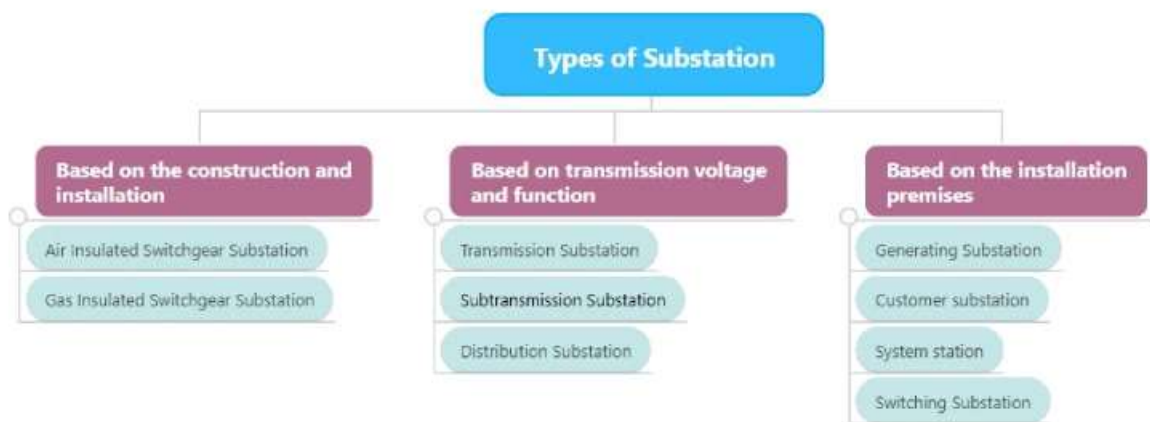 Types of Substation
Based on the construction and
installation
Air Insulated Switchgear Substation
Gas Insulated Switchgear Substation
Based on transmission voltage
and function
Transmission Substation
Subtransmission Substation
Distribution Substation
Based on the installation
premises
Generating Substation
Customer substation
System station
Switching Substation